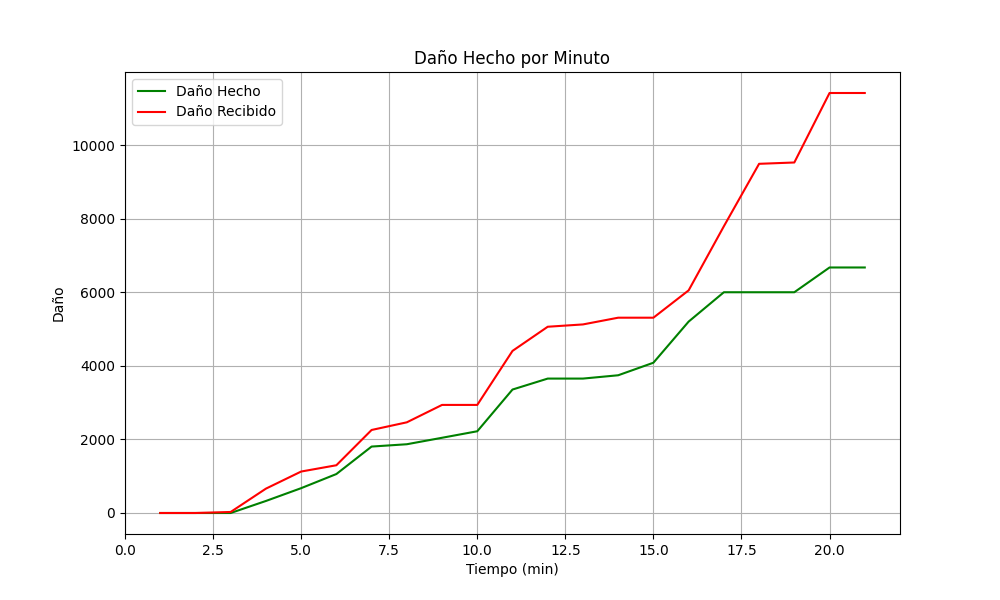 Daño Hecho por Minuto
Daño Hecho
Daño Recibido
10000
8000
6000
4000
2000
0
Daño
0.0 2.5 5.0 7.5 10.0 12.5 15.0 17.5 20.0
Tiempo (min)